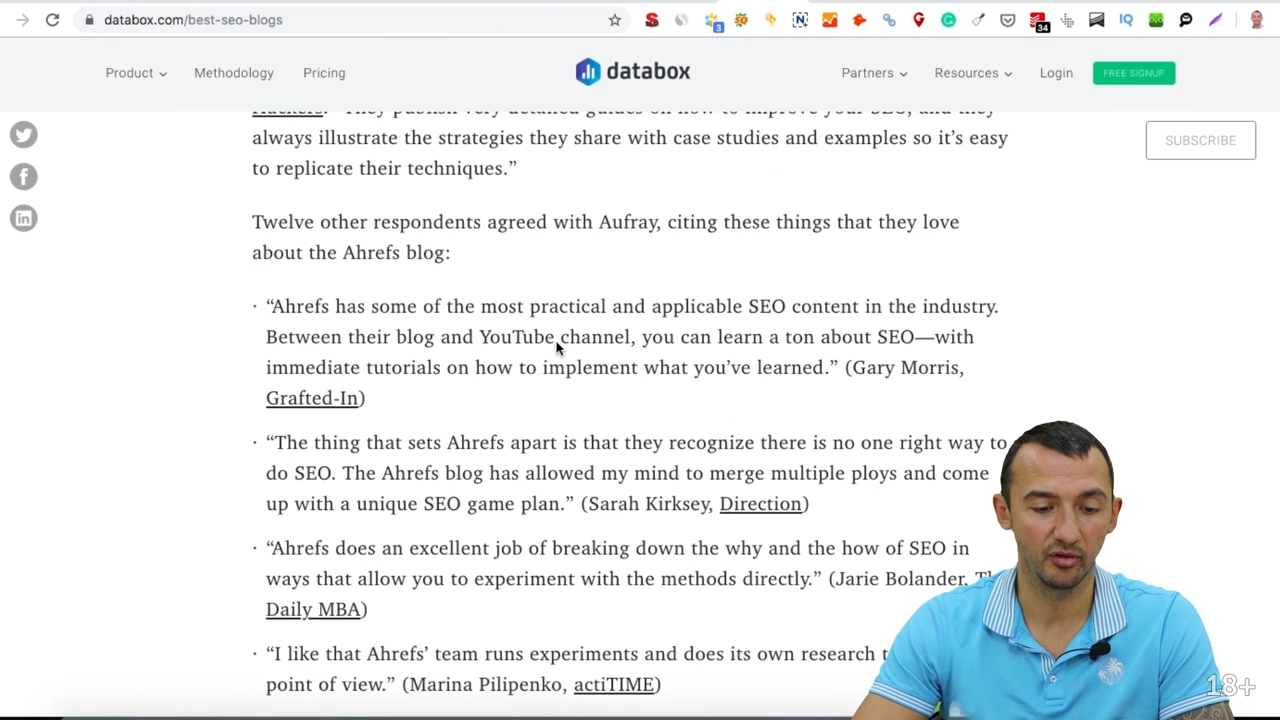 databox.com/best-seo-blogs
3
34
Product
Methodology
Pricing
databox
Partners
Resources
Login
FREE SIGNUP
SUBSCRIBE
Hackers. “They publish very detailed guides on how to improve your SEO, and they
always illustrate the strategies they share with case studies and examples so it’s easy
to replicate their techniques.”
Twelve other respondents agreed with Aufray, citing these things that they love
about the Ahrefs blog:
· “Ahrefs has some of the most practical and applicable SEO content in the industry.
Between their blog and YouTube channel, you can learn a ton about SEO—with
immediate tutorials on how to implement what you’ve learned.” (Gary Morris,
Grafted-In)
· “The thing that sets Ahrefs apart is that they recognize there is no one right way to
do SEO. The Ahrefs blog has allowed my mind to merge multiple ploys and come
up with a unique SEO game plan.” (Sarah Kirksey, Direction)
· “Ahrefs does an excellent job of breaking down the why and the how of SEO in
ways that allow you to experiment with the methods directly.” (Jarie Bolander,
Daily MBA)
· “I like that Ahrefs’ team runs experiments and does its own research
point of view.” (Marina Pilipenko, actiTIME)
18+